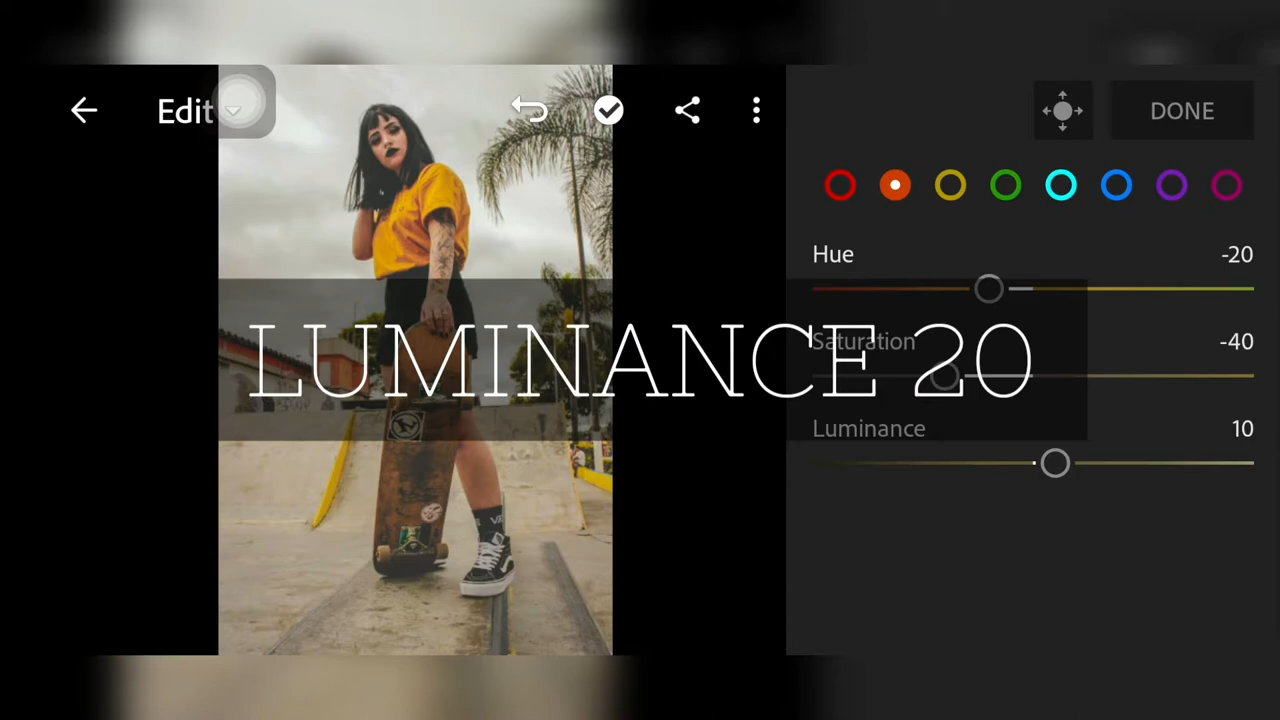 Edit
DONE
Hue -20
LUMINANCE 20
Saturation -40
Luminance 10